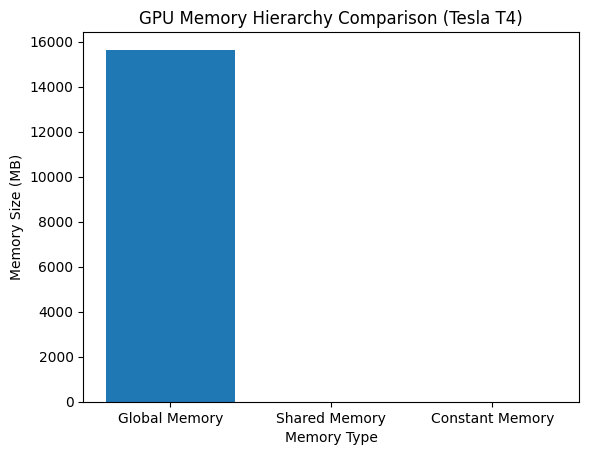 GPU Memory Hierarchy Comparison (Tesla T4)
16000
14000
12000
10000
8000
6000
4000
2000
0
Memory Size (MB)
Global Memory Shared Memory Constant Memory
Memory Type